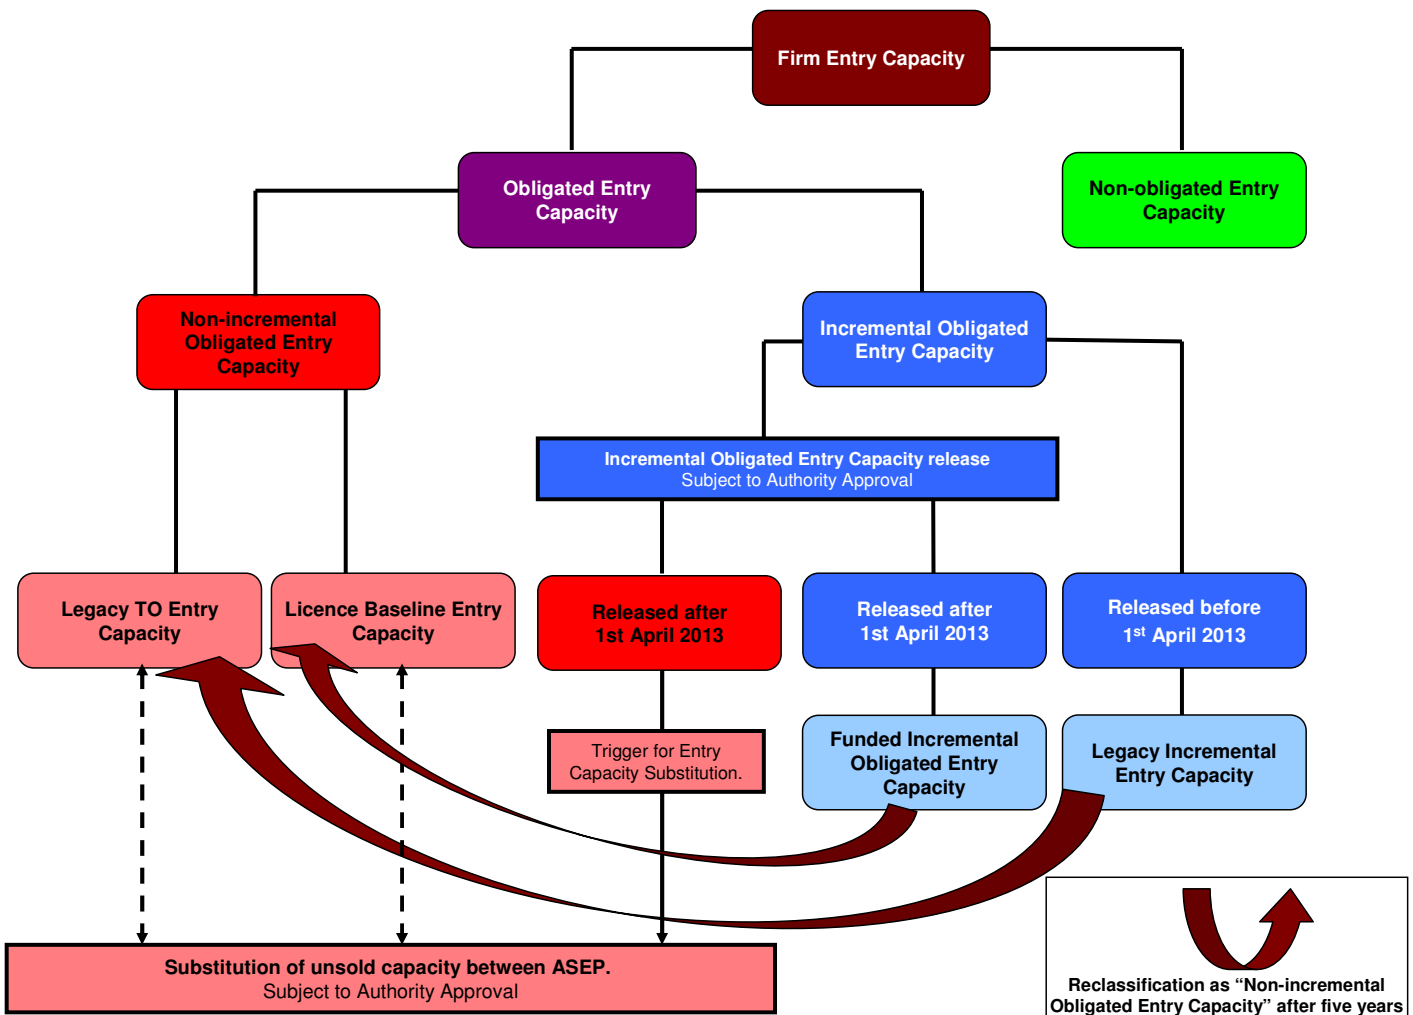 Firm Entry Capacity
Obligated Entry
Capacity
Non-obligated Entry
Capacity
Non-incremental
Obligated Entry
Capacity
Incremental Obligated
Entry Capacity
Incremental Obligated Entry Capacity release
Subject to Authority Approval
Legacy TO Entry
Capacity
Licence Baseline Entry
Capacity
Released after
1st April 2013
Released after
1st April 2013
Released before
1st April 2013
Trigger for Entry
Capacity Substitution.
Funded Incremental
Obligated Entry
Capacity
Legacy Incremental
Entry Capacity
Substitution of unsold capacity between ASEP.
Subject to Authority Approval
Reclassification as “Non-incremental
Obligated Entry Capacity” after five years